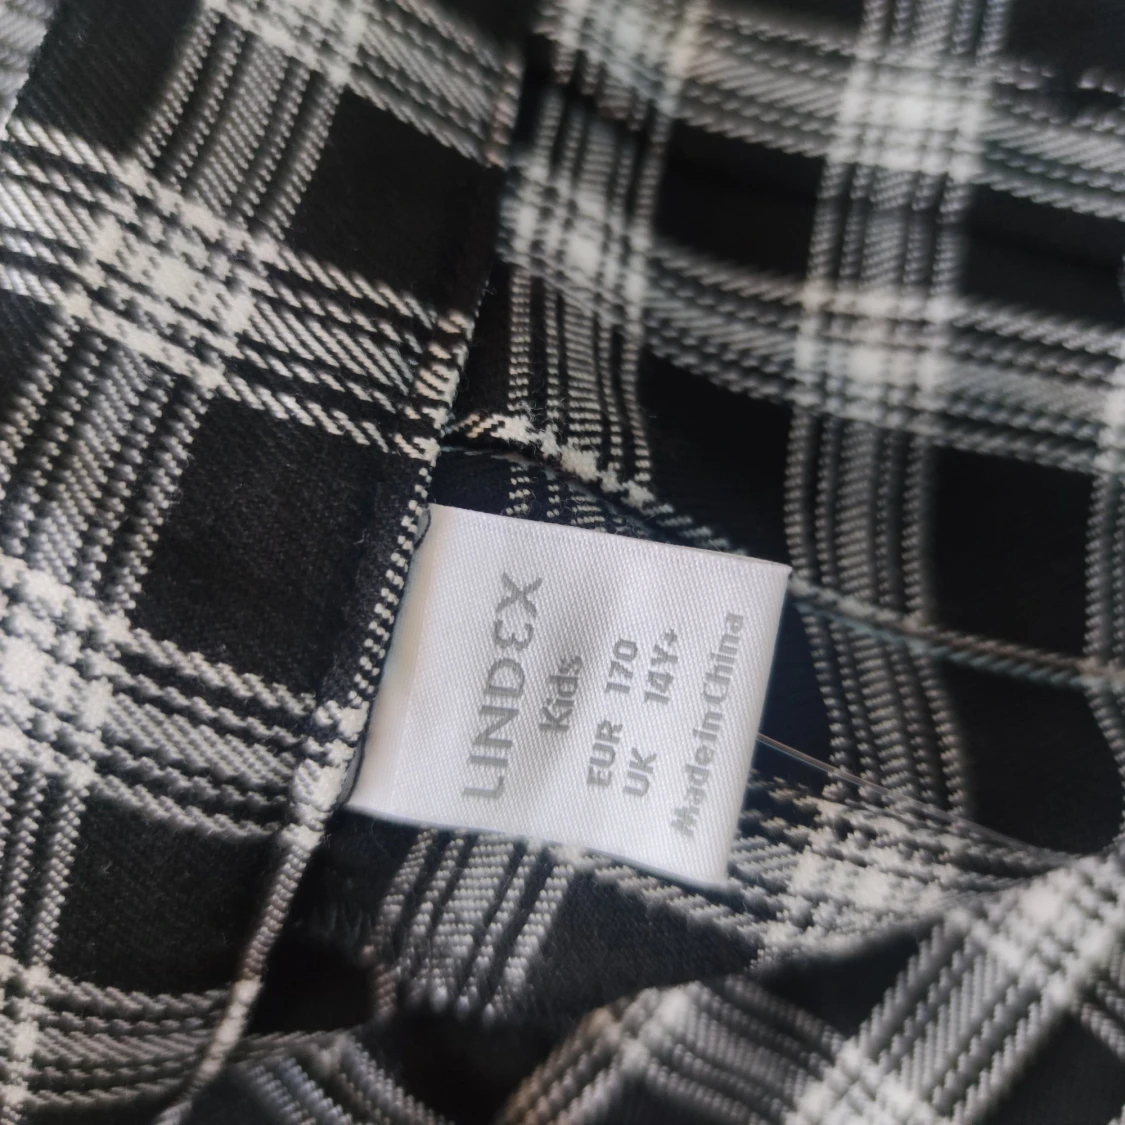 LINDEX
Kids
EUR 170
UK 14Y+
Made in China